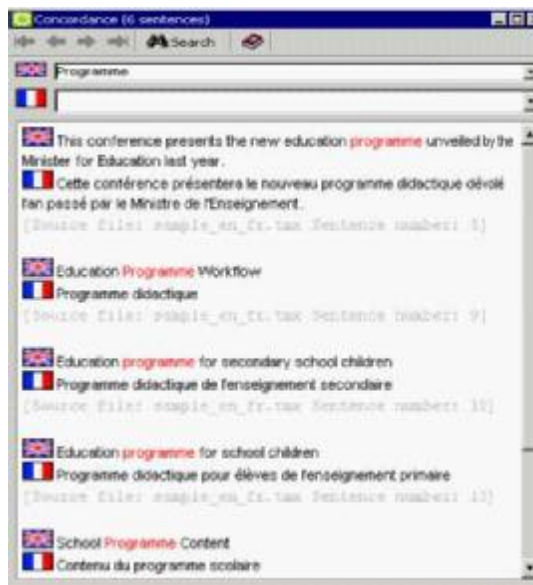 Concordance (6 sentences)
Search
Programme
This conference presents the new education programme unveiled by the
Minister for Education last year.
Cette conférence présentera le nouveau programme didactique dévolé
l'an passé par le Ministre de l'Enseignement.
[Source file: sample_en_fr.tmx Sentence number: 5]
Education Programme Workflow
Programme didactique
[Source file: sample_en_fr.tmx Sentence number: 9]
Education programme for secondary school children
Programme didactique de l'enseignement secondaire
[Source file: sample_en_fr.tmx Sentence number:
Education programme for school children
Programme didactique pour élèves de l'enseignement primaire
[Source file: sample_en_fr.tmx Sentence number:
School Programme Content
Contenu du programme scolaire